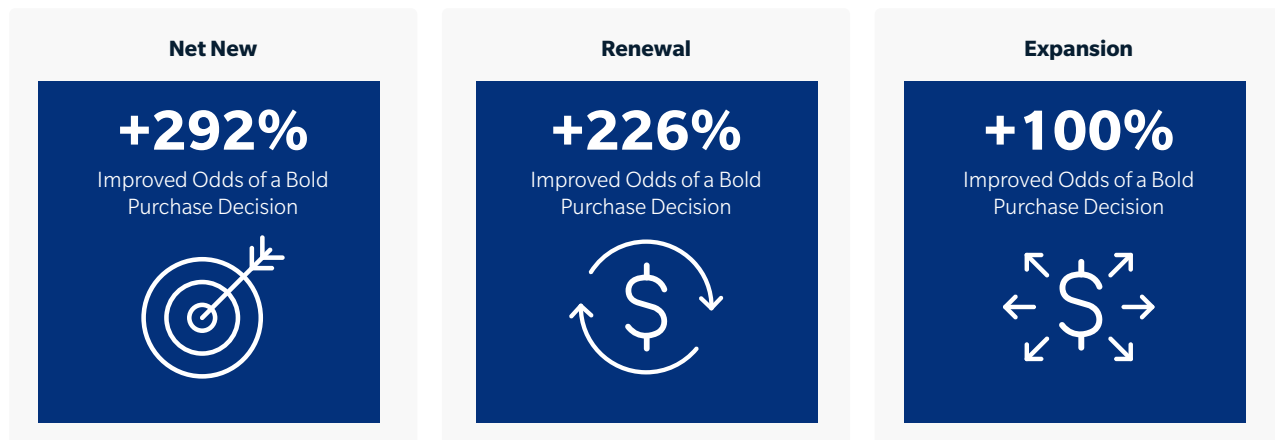 Net New
+292%
Improved Odds of a Bold
Purchase Decision
Renewal
+226%
Improved Odds of a Bold
Purchase Decision
Expansion
+100%
Improved Odds of a Bold
Purchase Decision